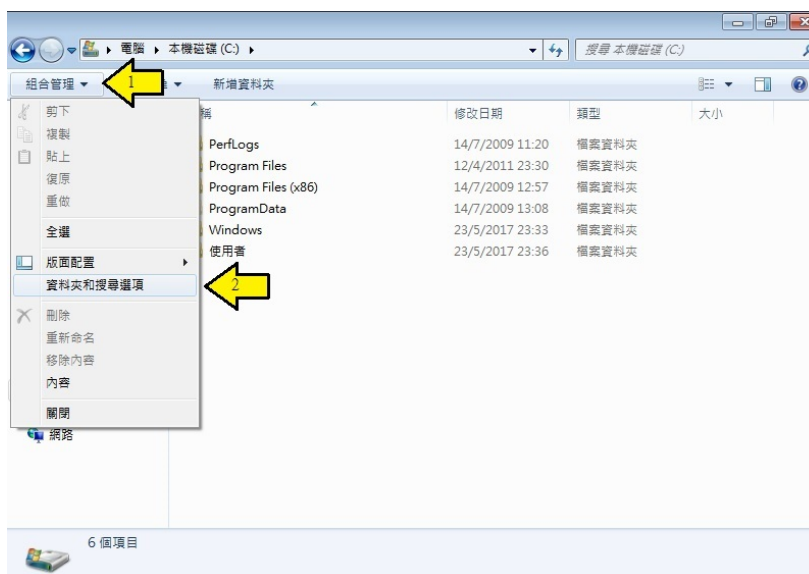 電腦 ▸ 本機磁碟 (C:) ▸ 搜尋 本機磁碟 (C:)
組合管理 1 新增資料夾
剪下
複製
貼上
復原
重做
全選
版面配置
資料夾和搜尋選項 2
刪除
重新命名
移除內容
內容
關閉
稱 修改日期 類型 大小
PerfLogs 14/7/2009 11:20 檔案資料夾
Program Files 12/4/2011 23:30 檔案資料夾
Program Files (x86) 14/7/2009 12:57 檔案資料夾
ProgramData 14/7/2009 13:08 檔案資料夾
Windows 23/5/2017 23:33 檔案資料夾
使用者 23/5/2017 23:36 檔案資料夾
網路
6 個項目